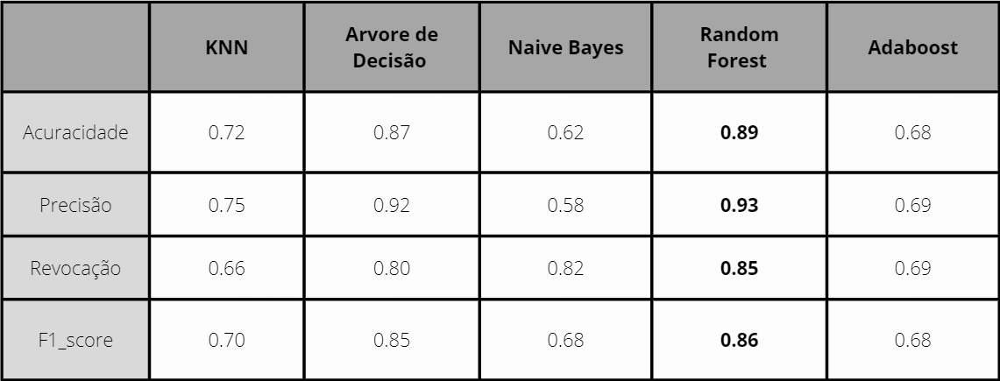 KNN
Arvore de
Decisão
Naive Bayes
Random
Forest
Adaboost
Acuracidade 0.72 0.87 0.62 0.89 0.68
Precisão 0.75 0.92 0.58 0.93 0.69
Revocação 0.66 0.80 0.82 0.85 0.69
F1_score 0.70 0.85 0.68 0.86 0.68